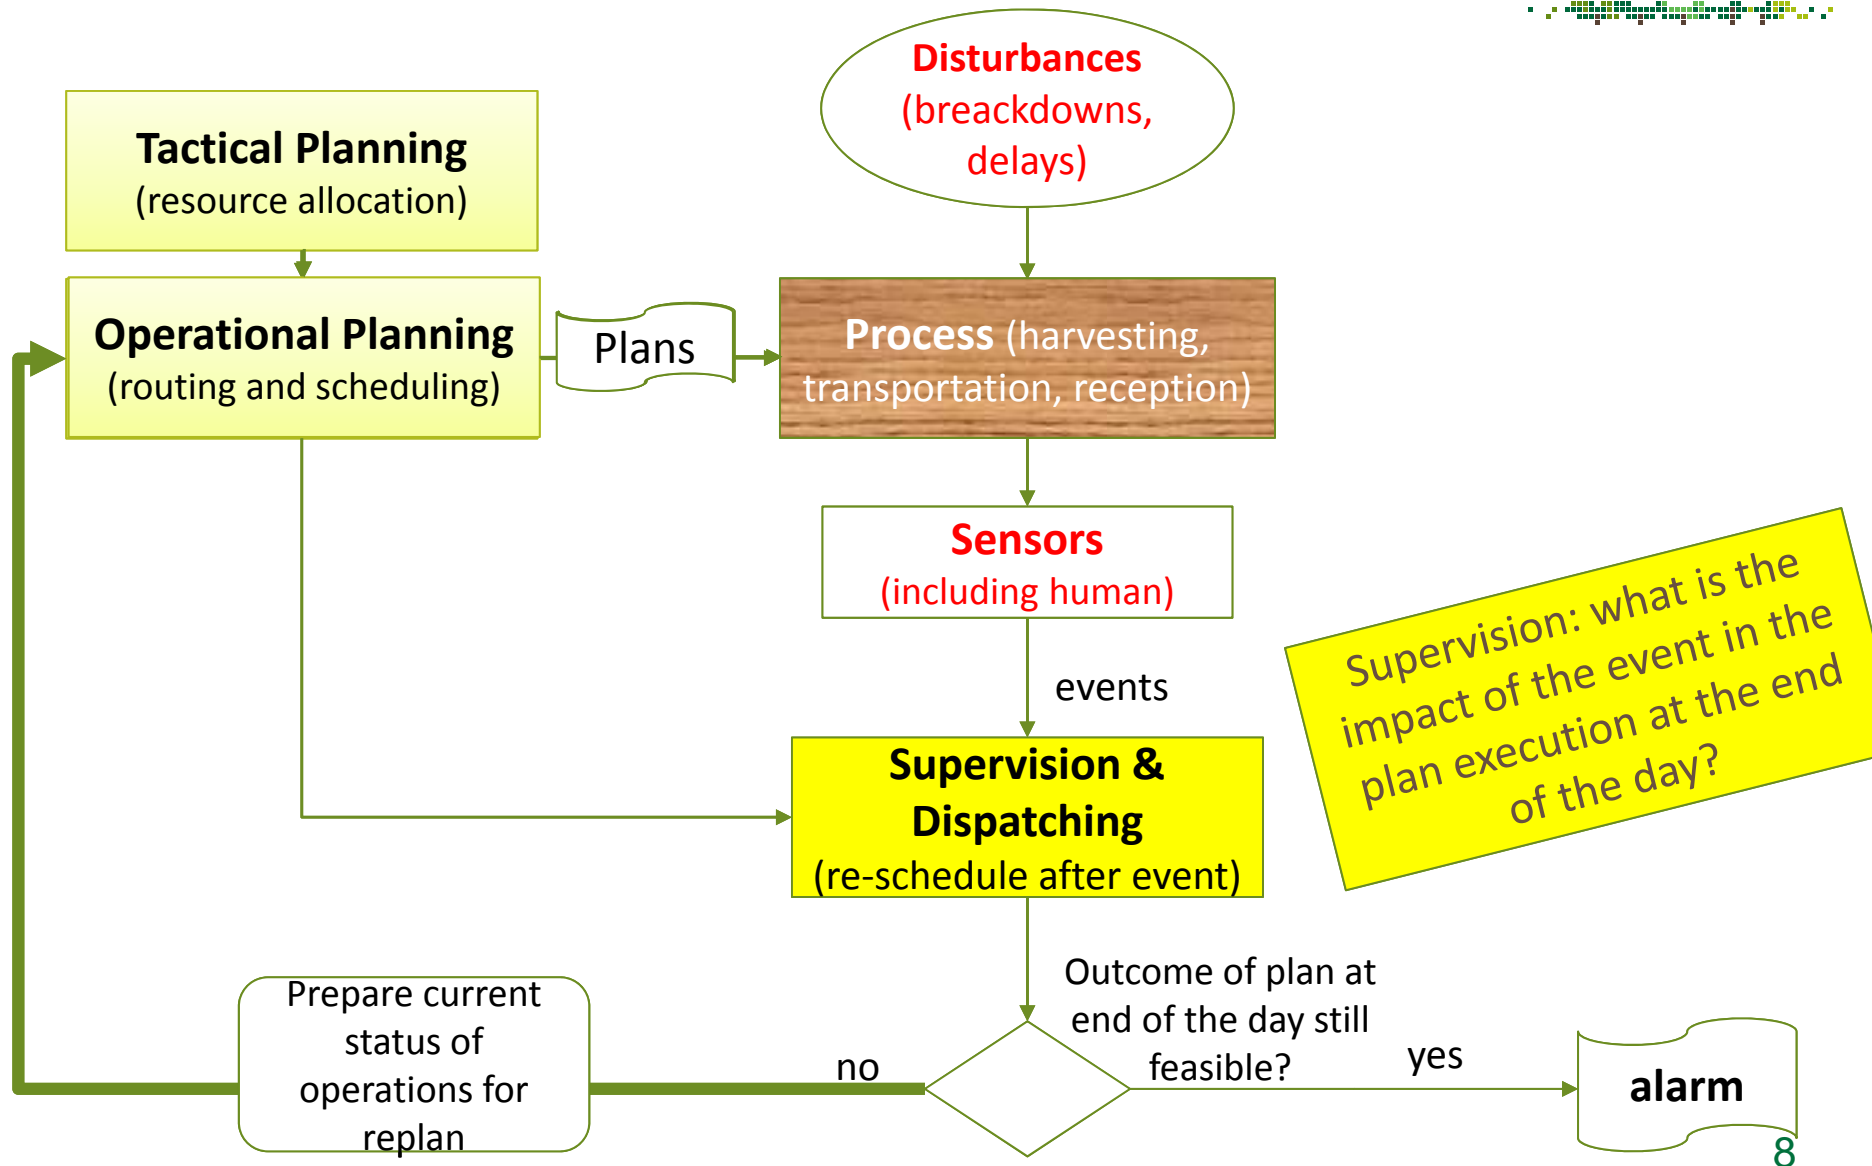 Disturbances
(breackdowns,
delays)
Tactical Planning
(resource allocation)
Operational Planning
(routing and scheduling)
Plans
Process (harvesting,
transportation, reception)
Sensors
(including human)
events
Supervision: what is the
impact of the event in the
plan execution at the end
of the day?
Supervision &
Dispatching
(re-schedule after event)
Outcome of plan at
end of the day still
feasible?
yes
no
Prepare current
status of
operations for
replan
alarm
8